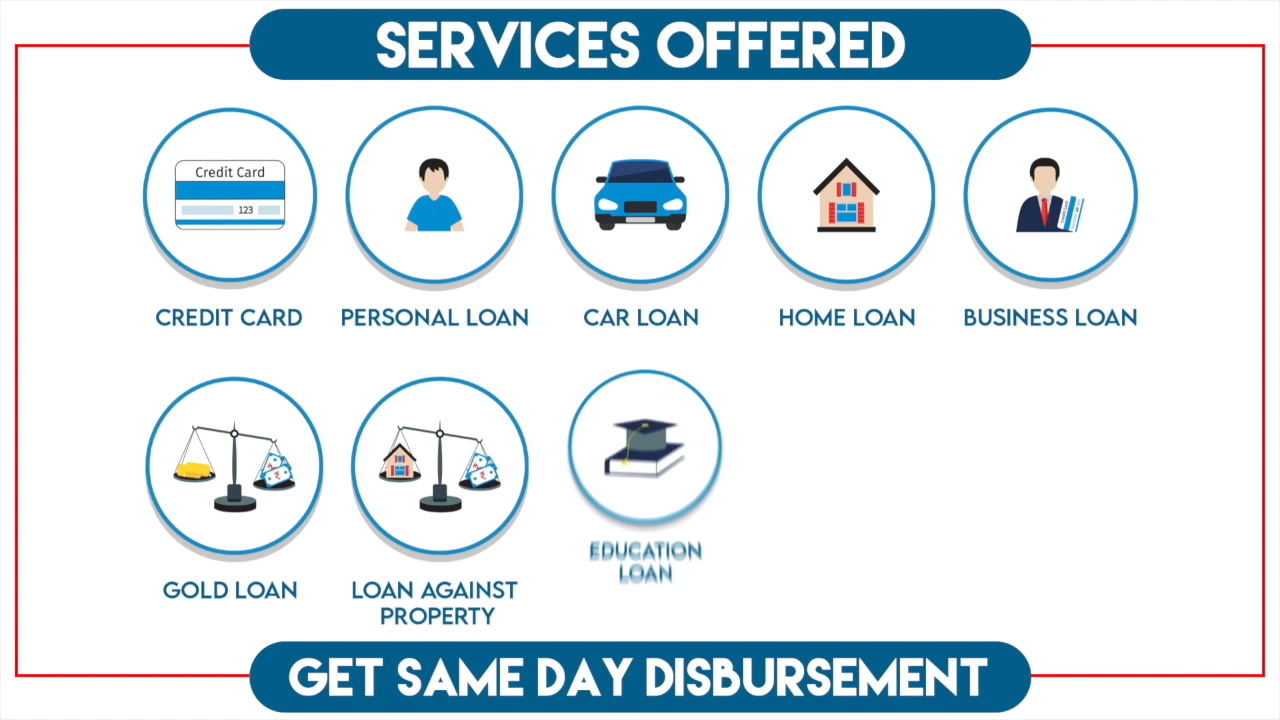 SERVICES OFFERED
Credit Card
123
CREDIT CARD
PERSONAL LOAN
CAR LOAN
HOME LOAN
BUSINESS LOAN
₹
₹
GOLD LOAN
LOAN AGAINST
PROPERTY
EDUCATION
LOAN
GET SAME DAY DISBURSEMENT